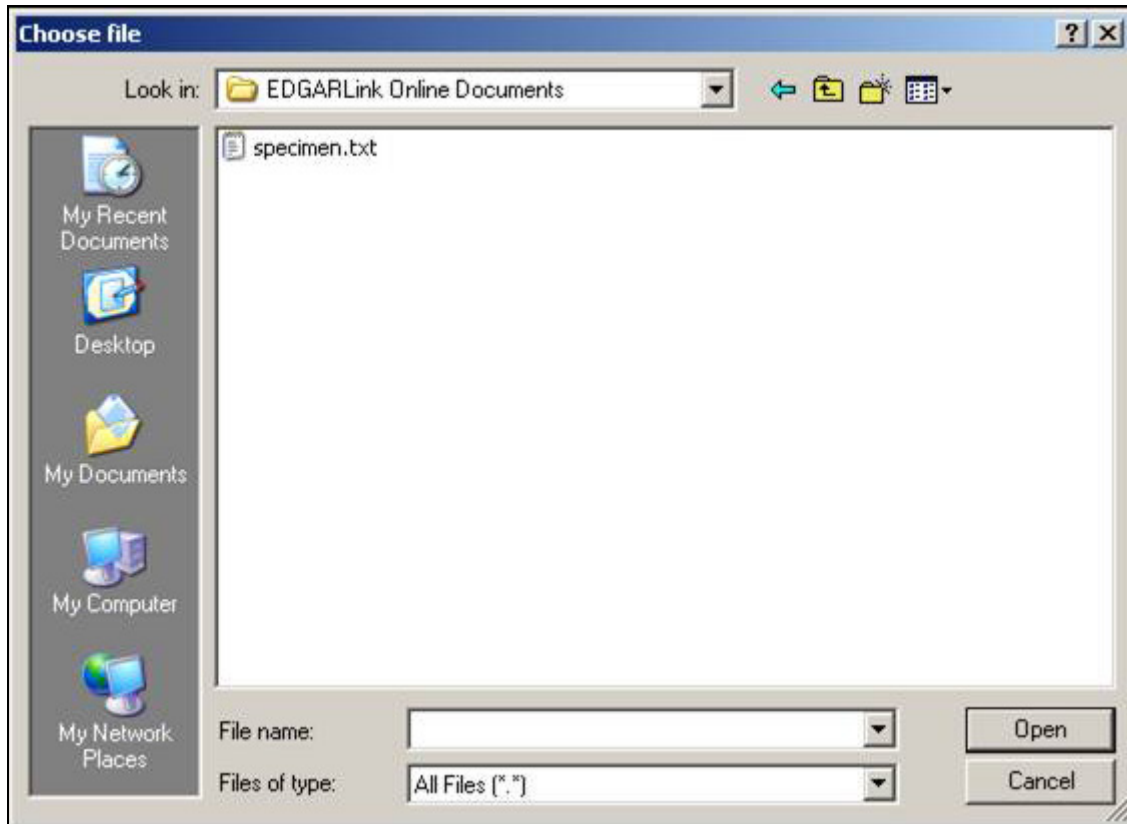 Choose file
Look in: EDGARLink Online Documents
specimen.txt
My Recent
Documents
Desktop
My Documents
My Computer
My Network
Places
File name:
Open
Files of type: All Files (*.*)
Cancel